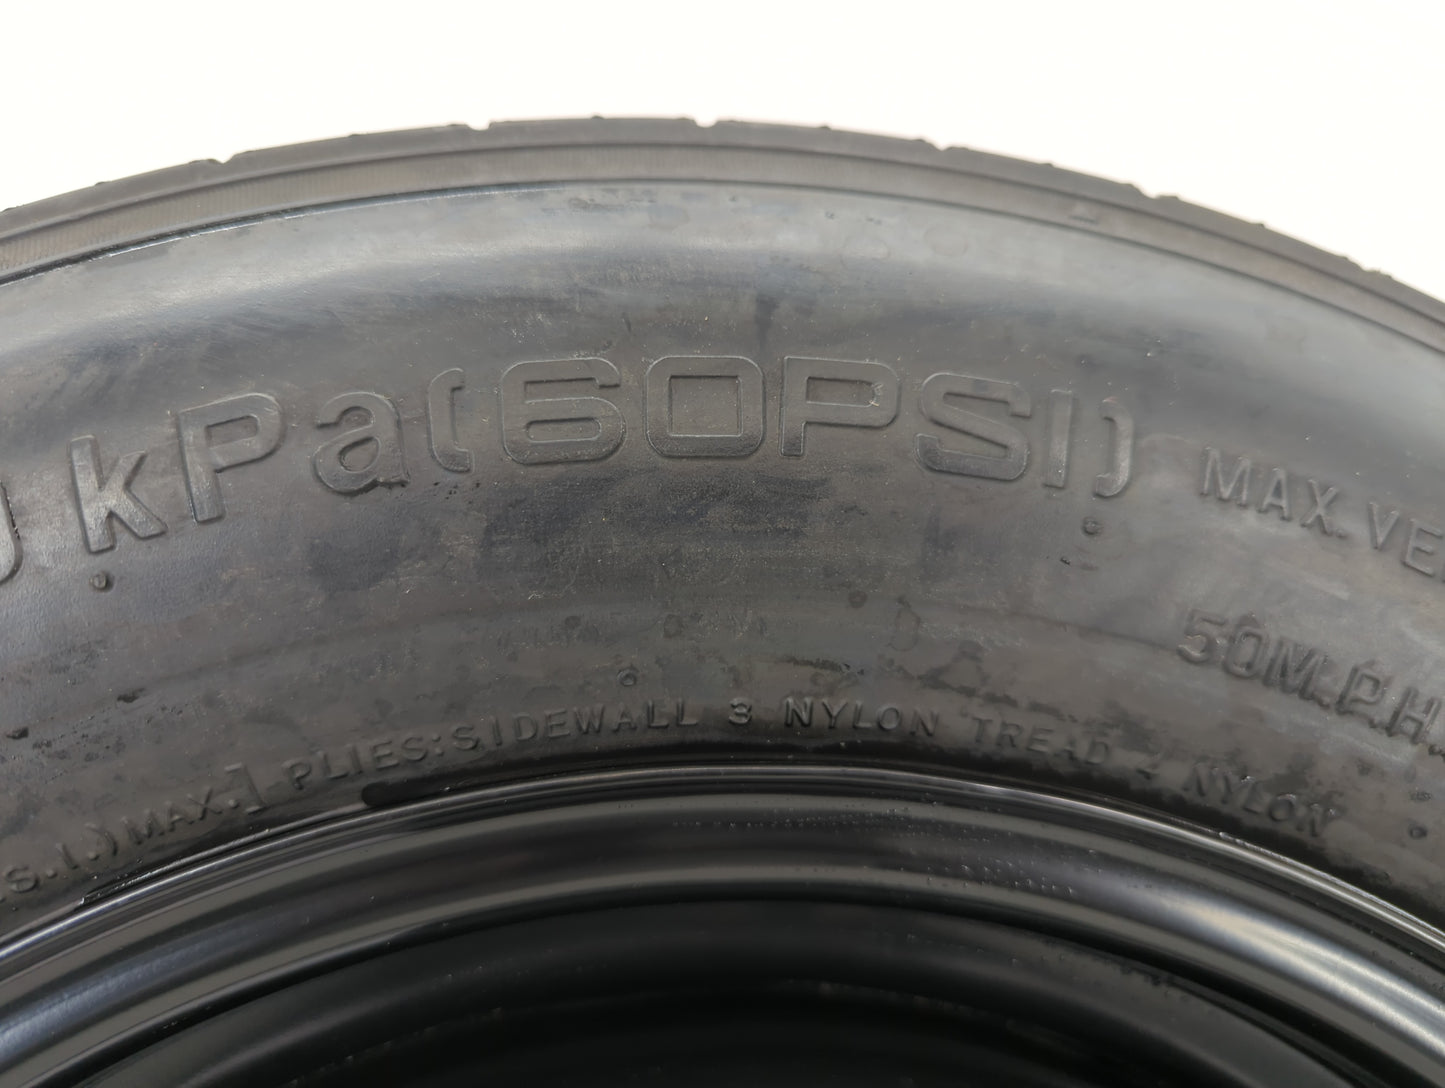 kPa(60PSI)
MAX. VE
50M.P.H.
S.I.)MAX.] PLIES:SIDEWALL 3 NYLON TREAD 4 NYLON